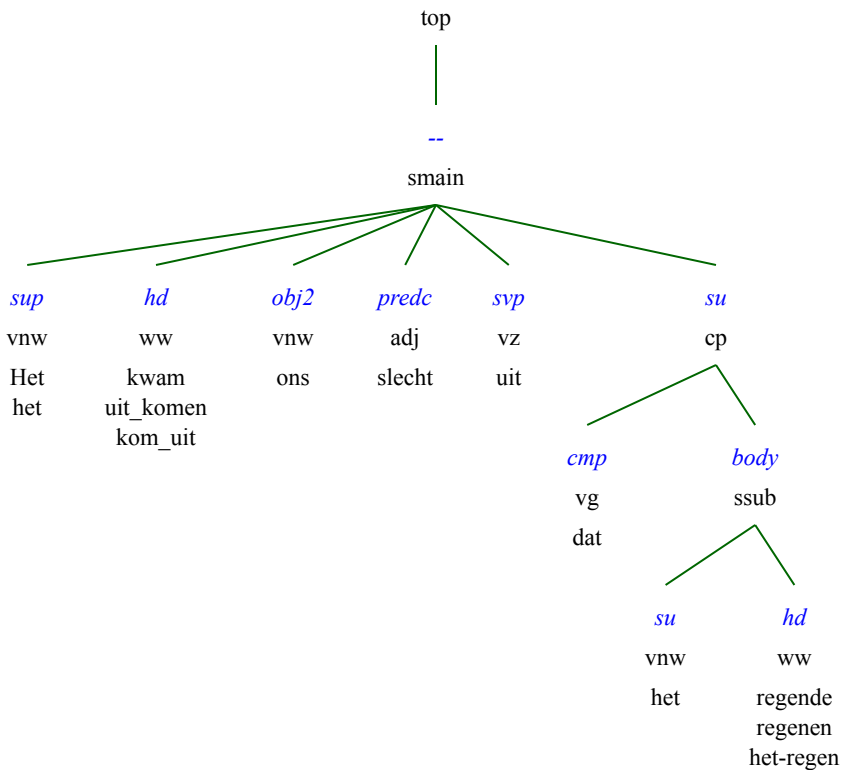 top
--
smain
sup hd obj2 predc svp su
vnw ww vnw adj vz cp
Het kwam ons slecht uit
het uit_komen
kom_uit
cmp body
vg ssub
dat
su hd
vnw ww
het regende
regenen
het-regen